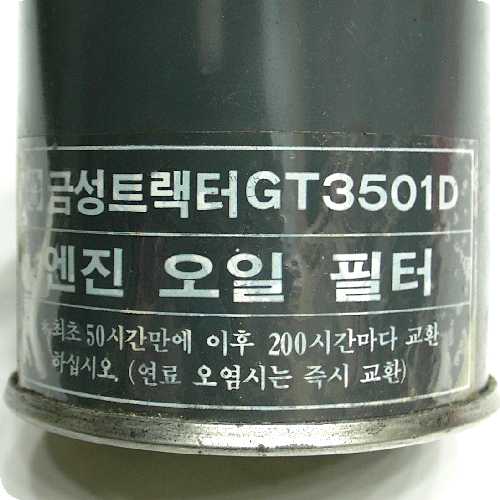 금성트랙터GT3501D
엔진 오일 필터
*최초 50시간만에 이후 200시간마다 교환
하십시오. (연료 오염시는 즉시 교환)